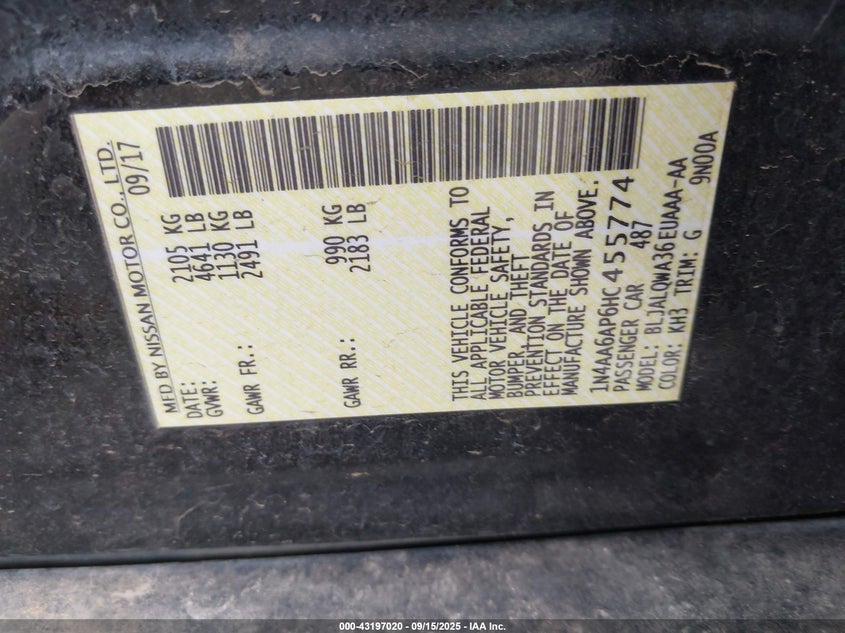 MFD BY NISSAN MOTOR CO., LTD.
DATE: 09/17
GVWR: 2105 KG
4641 LB
GAWR FR.: 1130 KG
2491 LB
GAWR RR.: 990 KG
2183 LB
THIS VEHICLE CONFORMS TO
ALL APPLICABLE FEDERAL
MOTOR VEHICLE SAFETY,
BUMPER, AND THEFT
PREVENTION STANDARDS IN
EFFECT ON THE DATE OF
MANUFACTURE SHOWN ABOVE.
1N4AA6AP6HC455774
PASSENGER CAR 487
MODEL: BLJALQWA36EUAAA-AA
COLOR: KH3 TRIM: G 9N00A
000-43197020 - 09/15/2025 - IAA Inc.